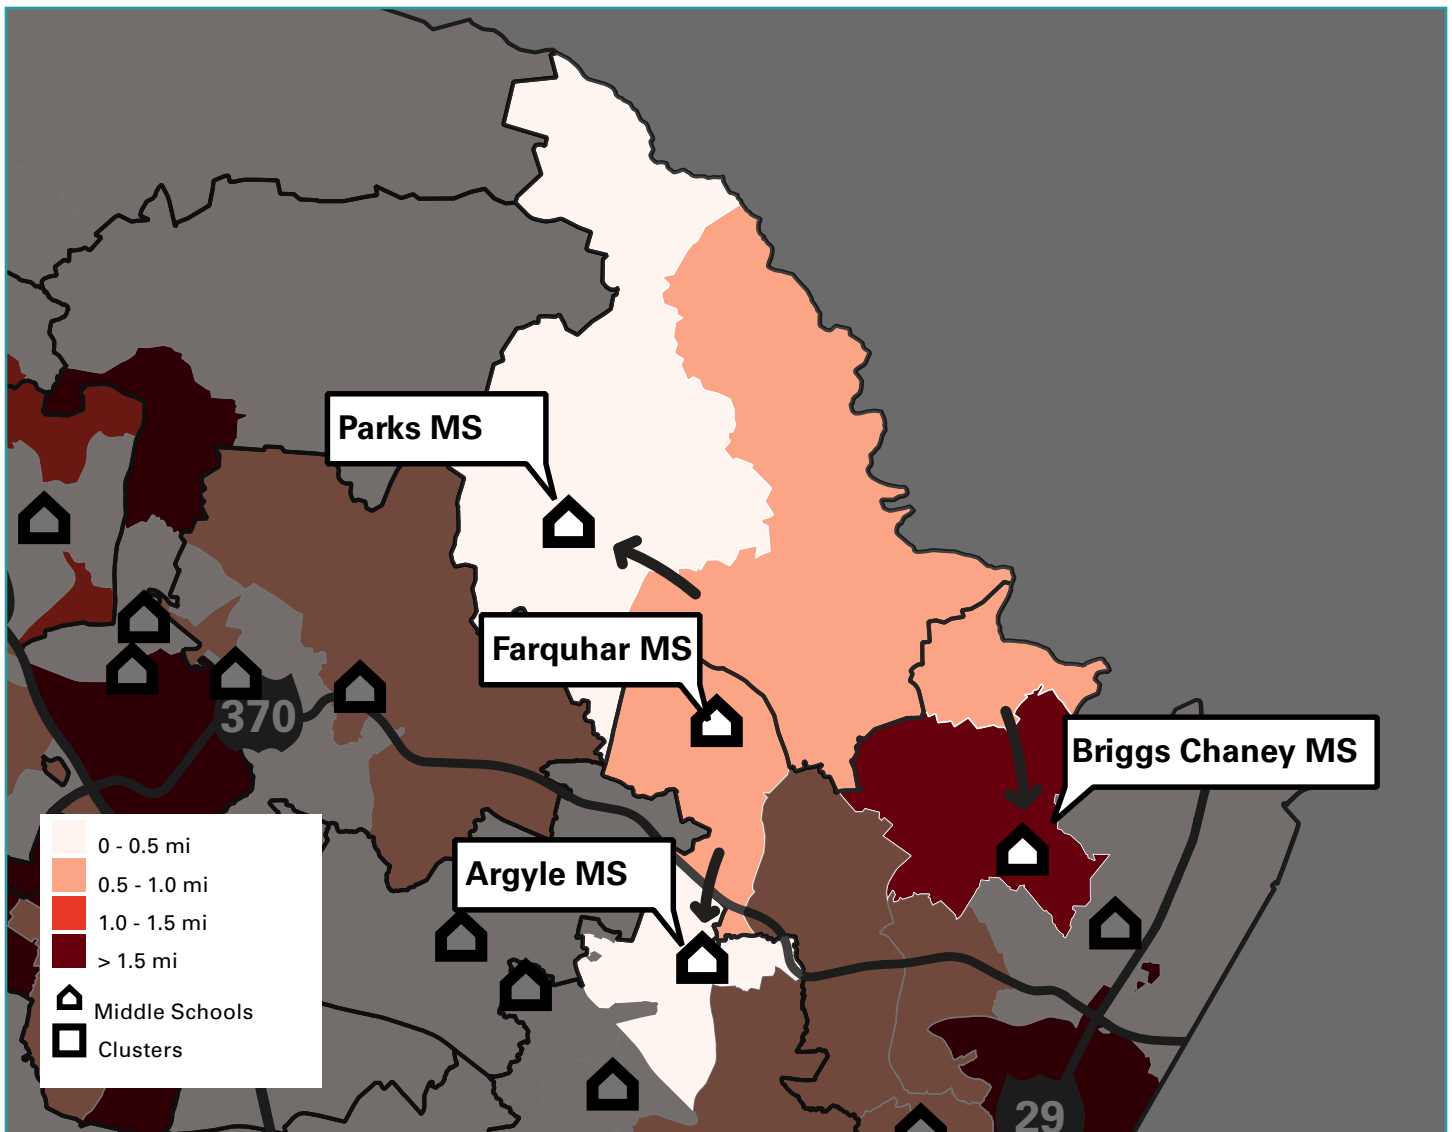 Parks MS
Farquhar MS
370
Briggs Chaney MS
Argyle MS
0 - 0.5 mi
0.5 - 1.0 mi
1.0 - 1.5 mi
> 1.5 mi
Middle Schools
Clusters
29